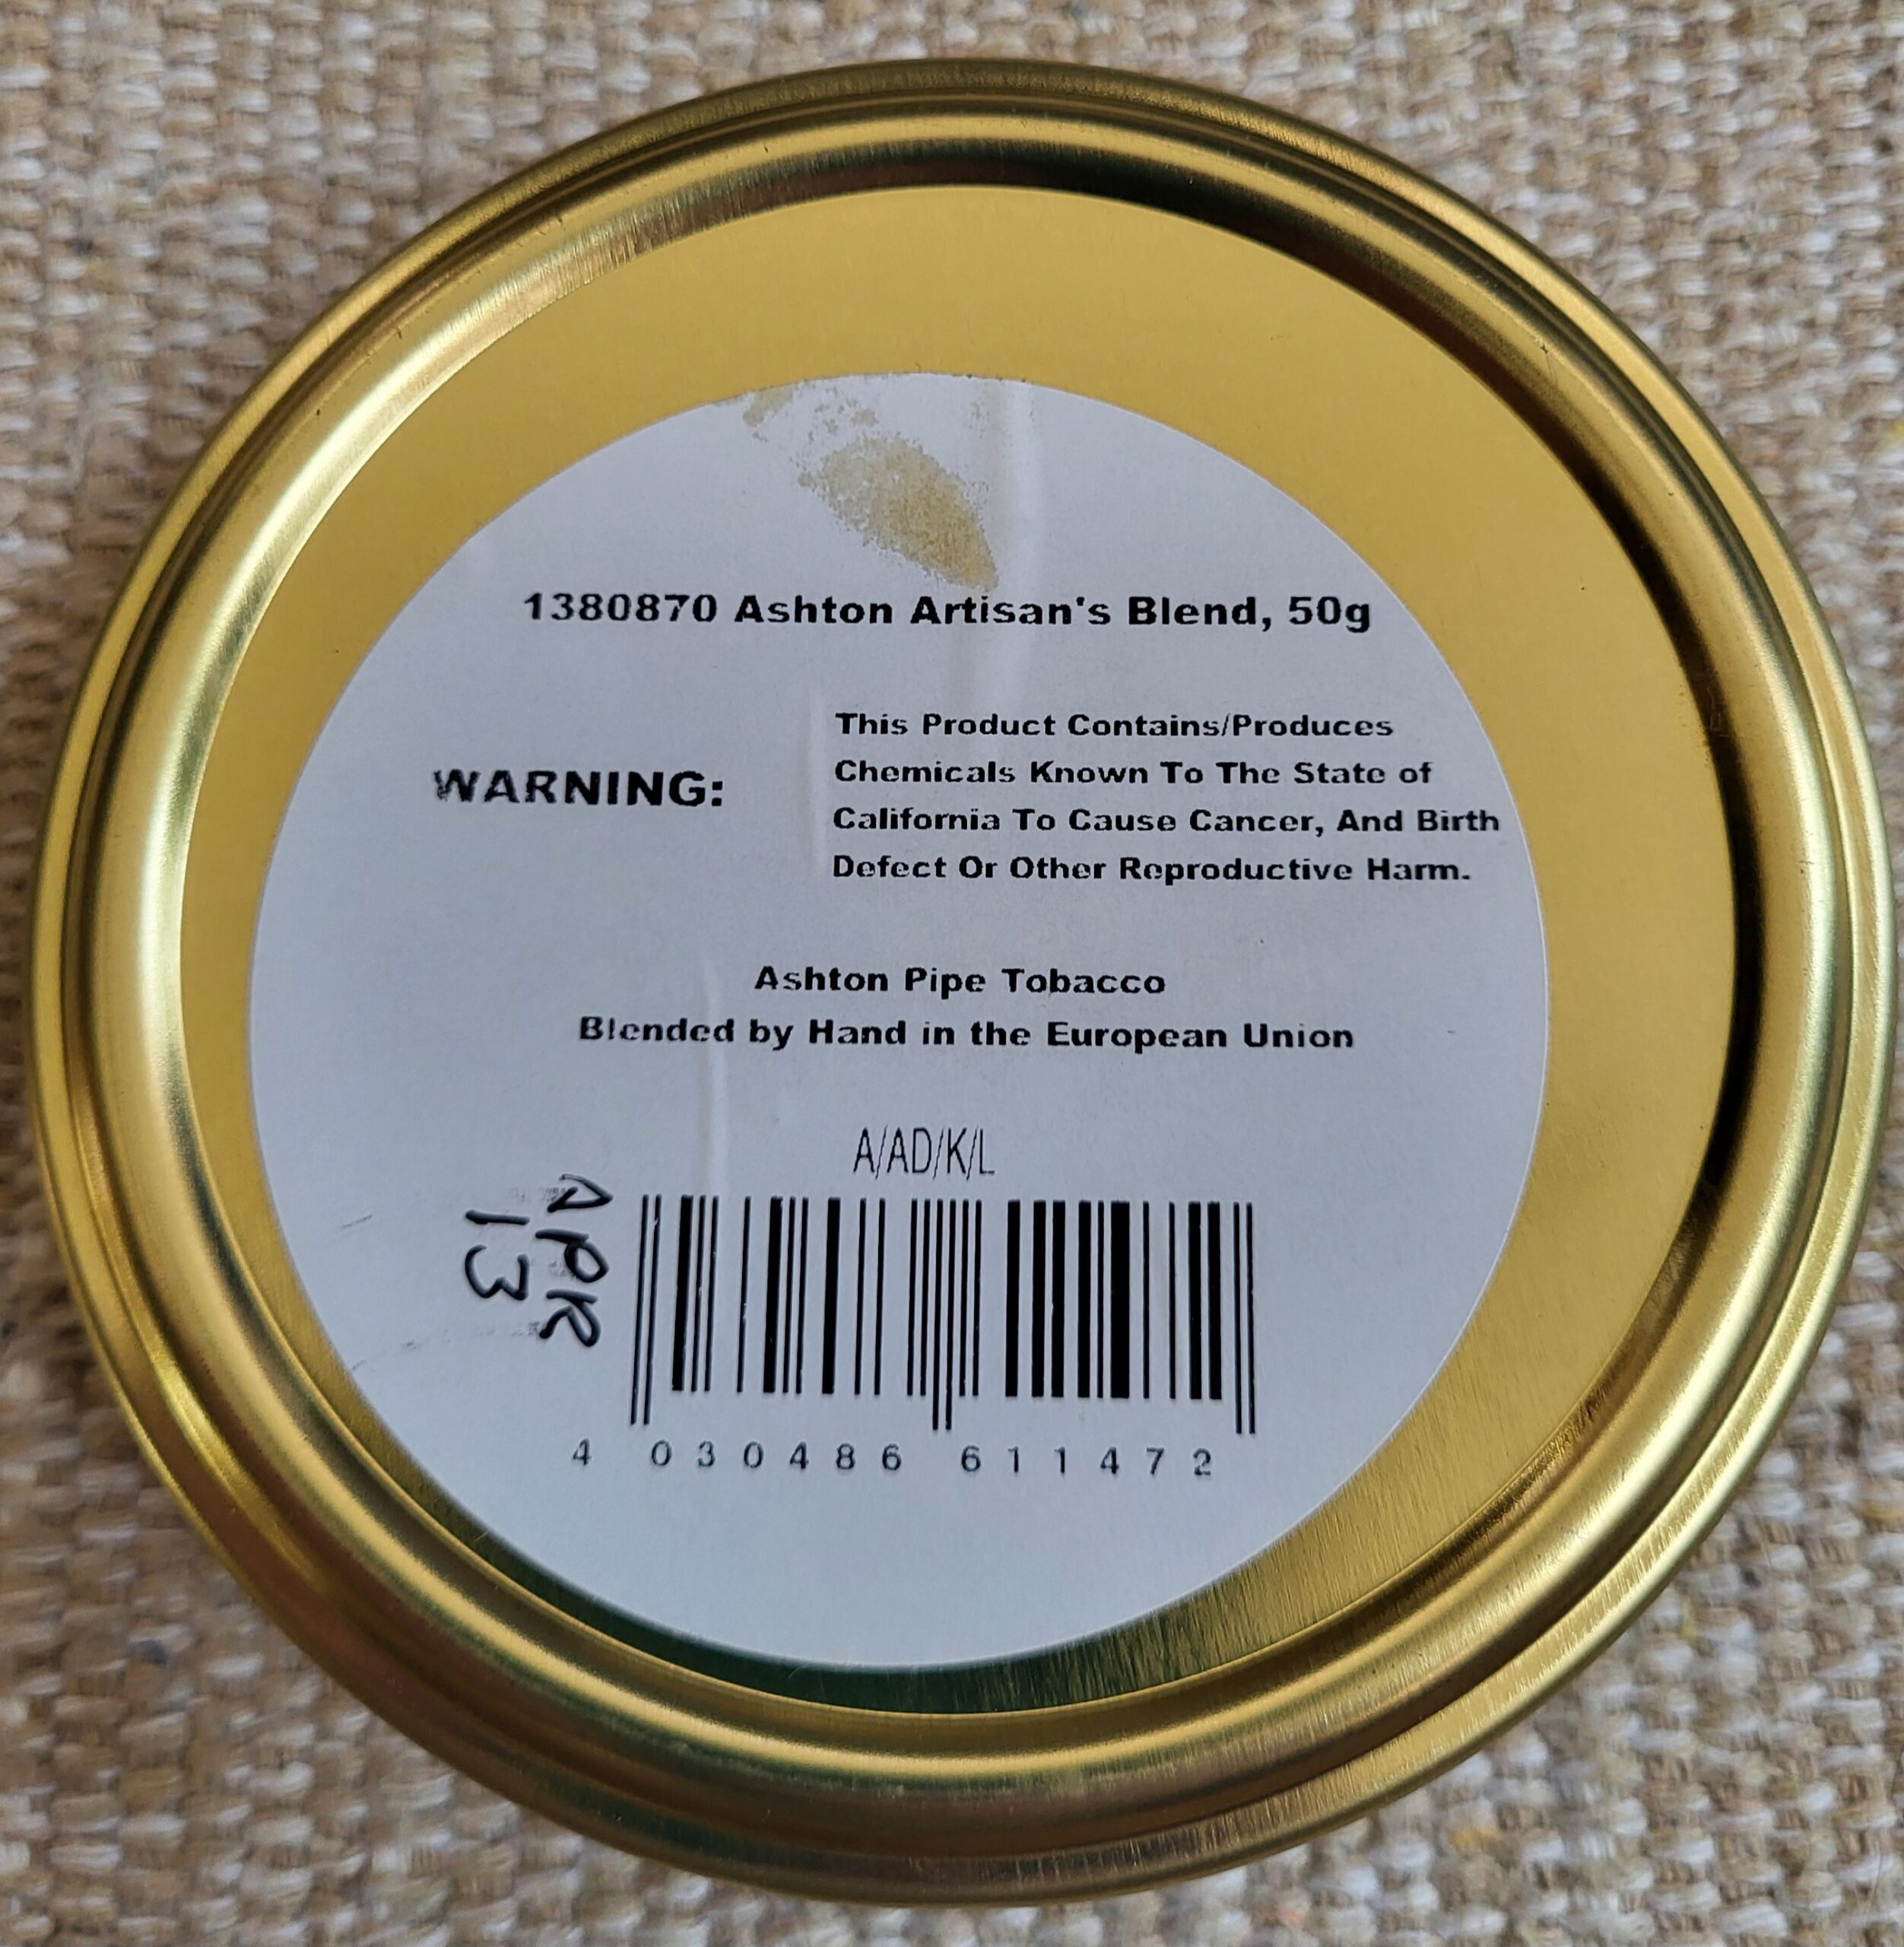 1380870 Ashton Artisan's Blend, 50g
WARNING:
This Product Contains/Produces
Chemicals Known To The State of
California To Cause Cancer, And Birth
Defect Or Other Reproductive Harm.
Ashton Pipe Tobacco
Blended by Hand in the European Union
A/AD/K/L
APR
13
4 030486 611472